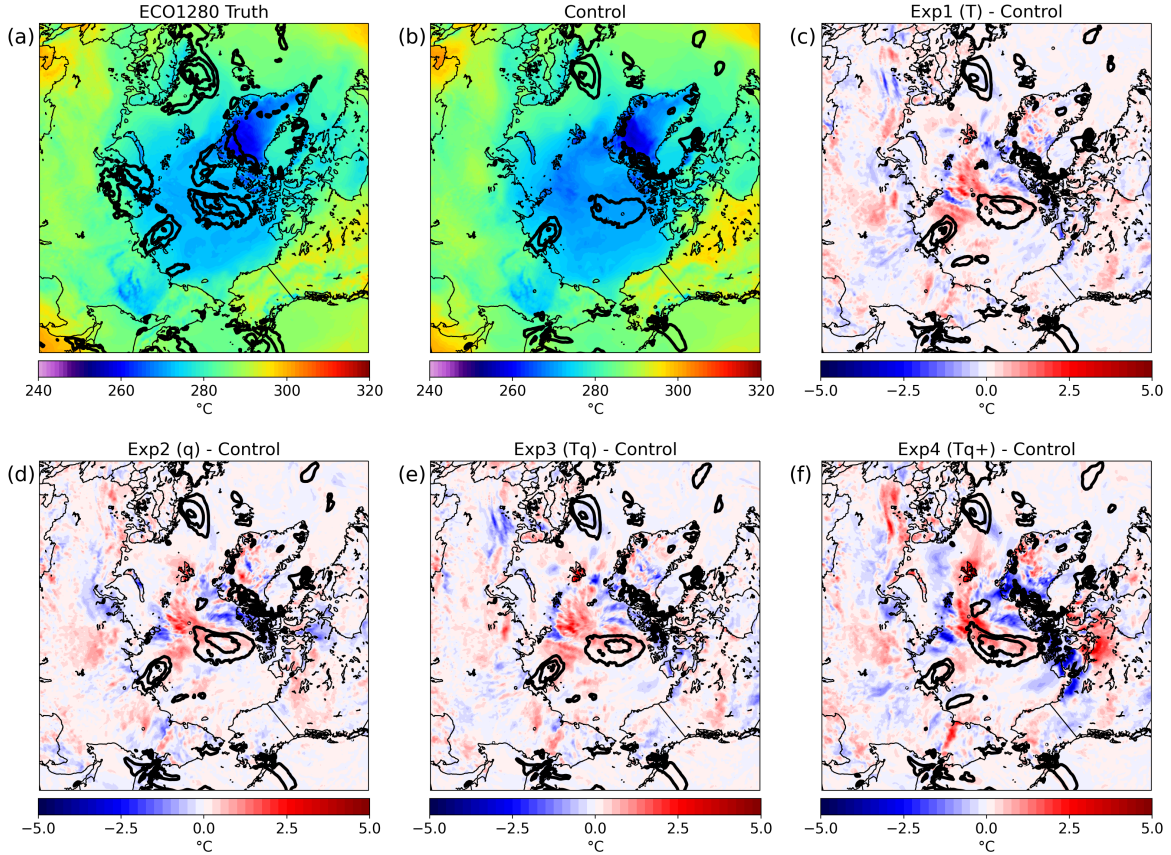 ECO1280 Truth Control Exp1 (T) - Control
(a) (b) (c)
240 260 280 300 320 240 260 280 300 320 −5.0 −2.5 0.0 2.5 5.0
°C °C °C
Exp2 (q) - Control Exp3 (Tq) - Control Exp4 (Tq+) - Control
(d) (e) (f)
−5.0 −2.5 0.0 2.5 5.0 −5.0 −2.5 0.0 2.5 5.0 −5.0 −2.5 0.0 2.5 5.0
°C °C °C